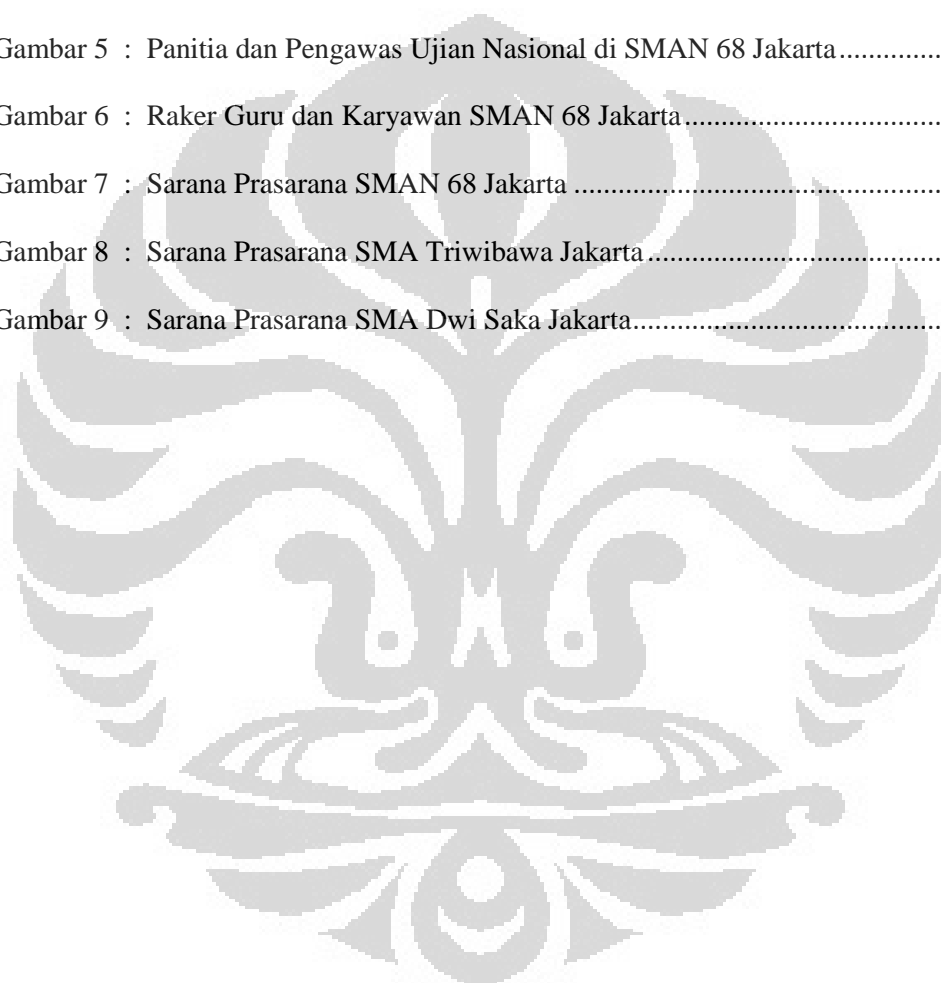 Gambar 5 : Panitia dan Pengawas Ujian Nasional di SMAN 68 Jakarta..............
Gambar 6 : Raker Guru dan Karyawan SMAN 68 Jakarta...................................
Gambar 7 : Sarana Prasarana SMAN 68 Jakarta ..................................................
Gambar 8 : Sarana Prasarana SMA Triwibawa Jakarta........................................
Gambar 9 : Sarana Prasarana SMA Dwi Saka Jakarta..........................................